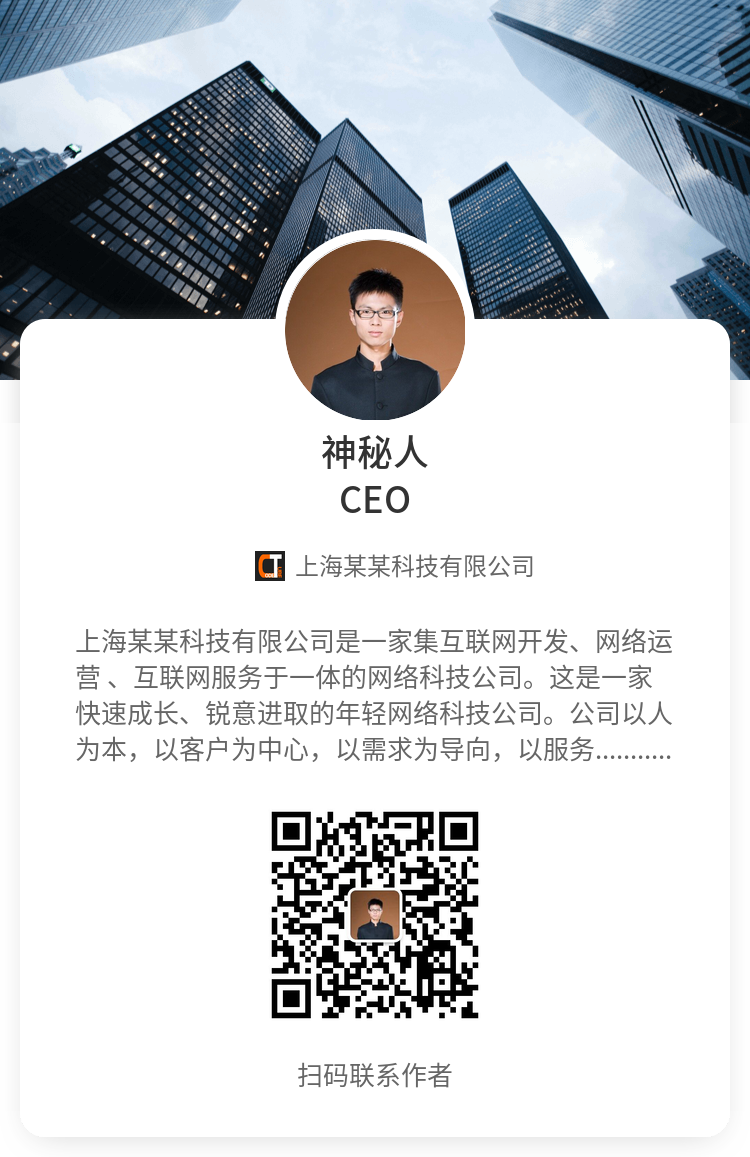 神秘人
CEO
上海某某科技有限公司
上海某某科技有限公司是一家集互联网开发、网络运
营 、互联网服务于一体的网络科技公司。这是一家
快速成长、锐意进取的年轻网络科技公司。公司以人
为本，以客户为中心，以需求为导向，以服务...........
扫码联系作者